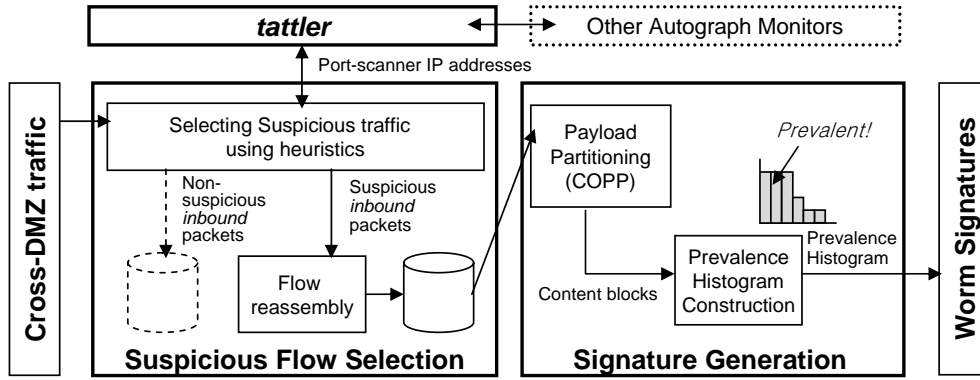 tattler
Other Autograph Monitors
Port-scanner IP addresses
Cross-DMZ traffic
Selecting Suspicious traffic
using heuristics
Non-
suspicious
inbound
packets
Suspicious
inbound
packets
Flow
reassembly
Suspicious Flow Selection
Payload
Partitioning
(COPP)
Prevalent!
Content blocks
Prevalence
Histogram
Construction
Prevalence
Histogram
Signature Generation
Worm Signatures